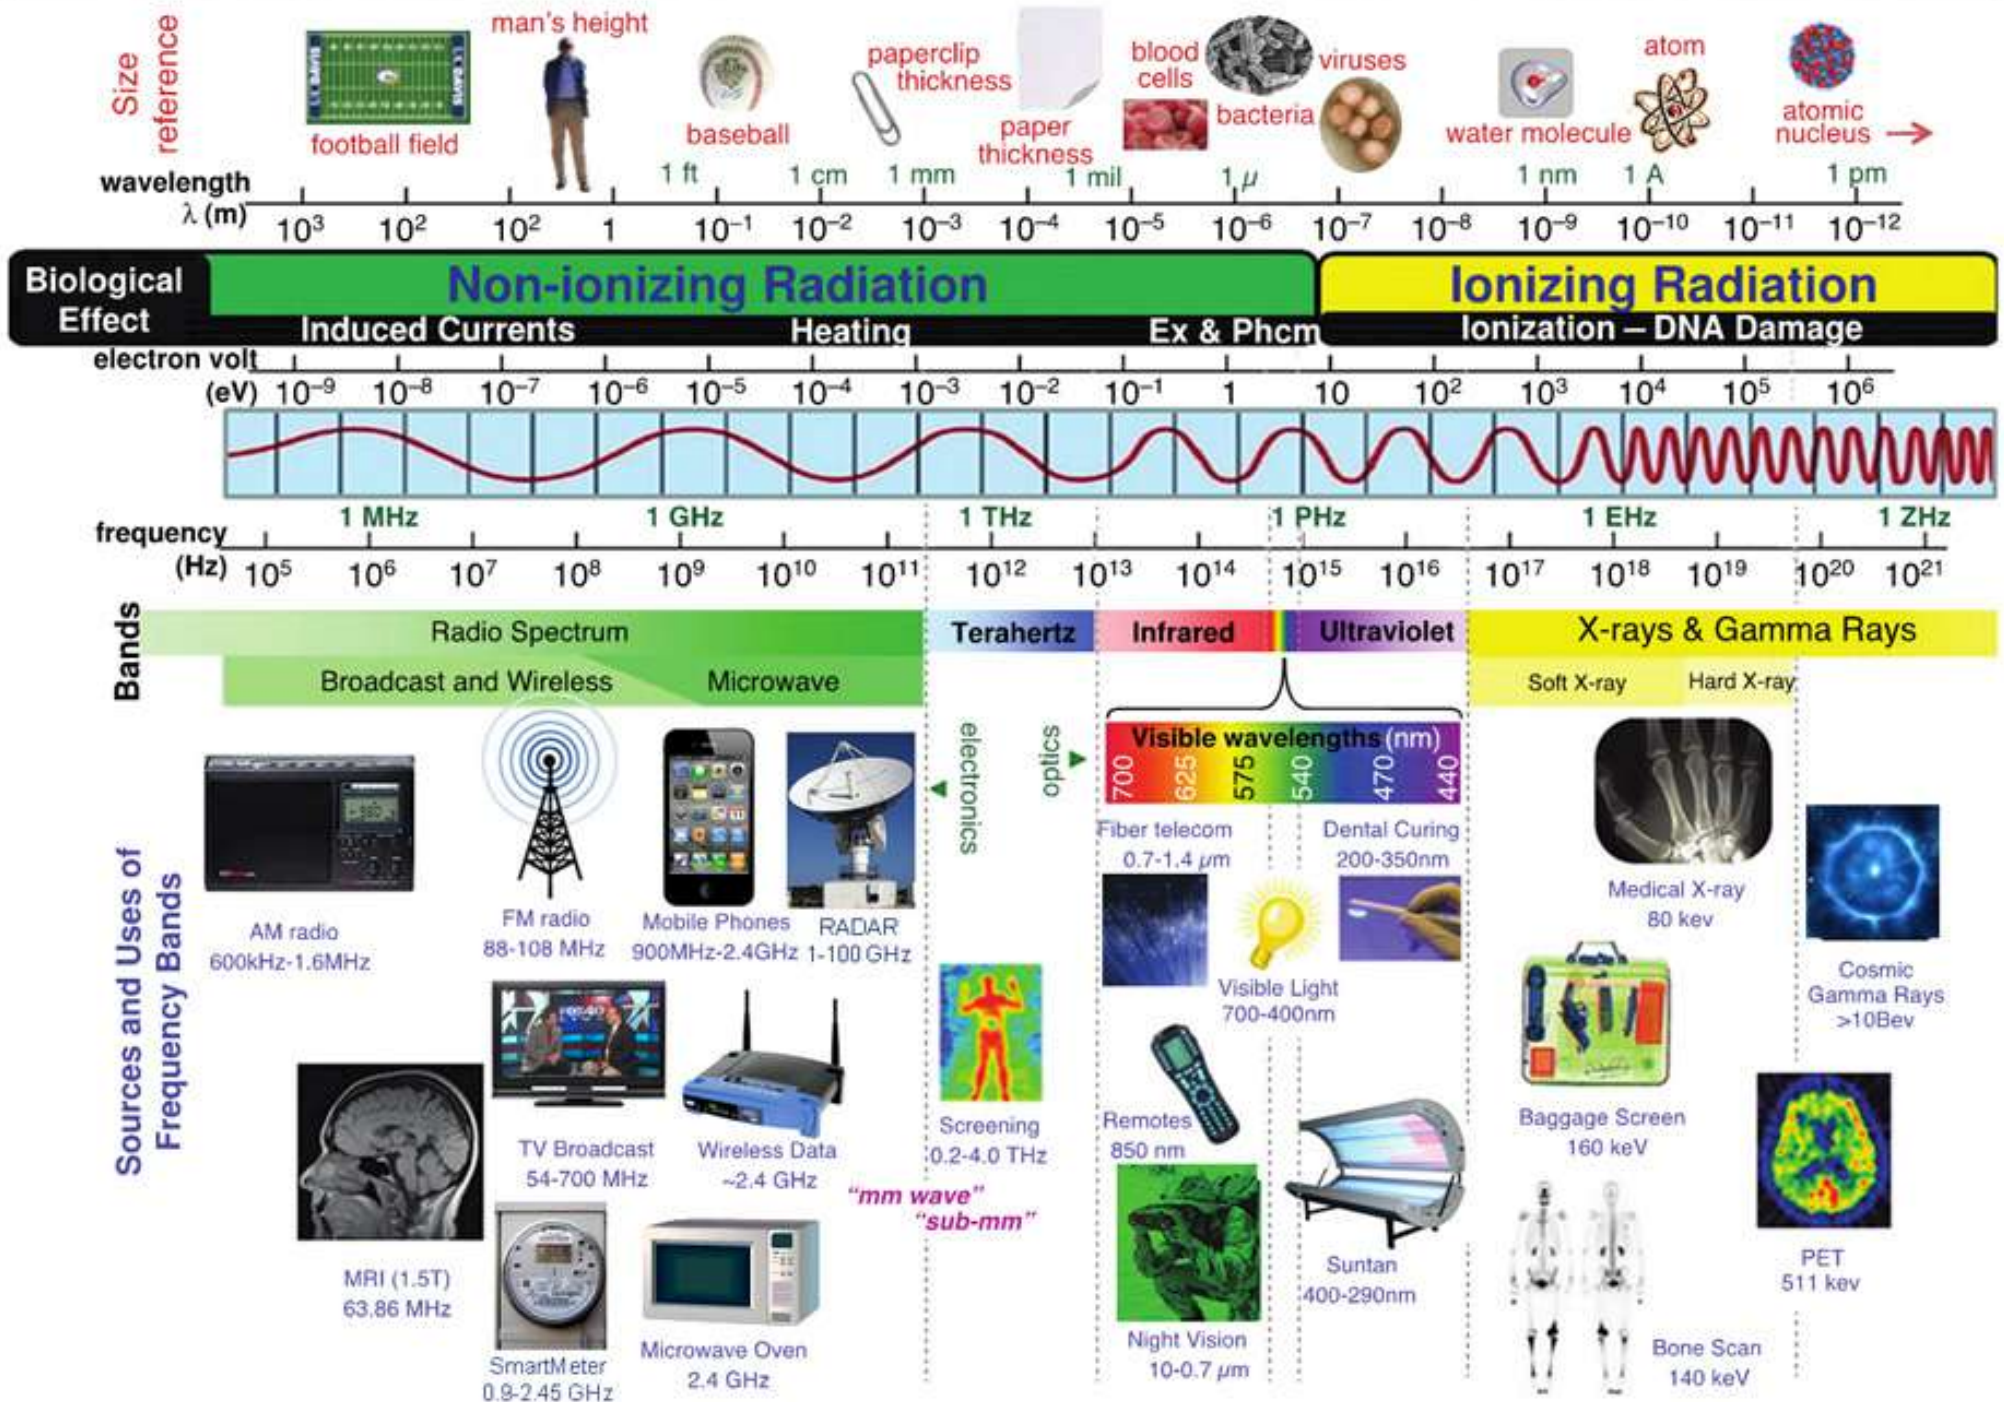 Size
reference
football field
man's height
baseball
paperclip
thickness
paper
thickness
blood
cells
bacteria
viruses
water molecule
atom
atomic
nucleus
1 ft
1 cm
1 mm
1 mil
1 µ
1 nm
1 A
1 pm
wavelength
λ (m)
10³ 10² 10² 1 10⁻¹ 10⁻² 10⁻³ 10⁻⁴ 10⁻⁵ 10⁻⁶ 10⁻⁷ 10⁻⁸ 10⁻⁹ 10⁻¹⁰ 10⁻¹¹ 10⁻¹²
Biological
Effect
Non-ionizing Radiation
Ionizing Radiation
Induced Currents
Heating
Ex & Phcm
Ionization – DNA Damage
electron volt
(eV) 10⁻⁹ 10⁻⁸ 10⁻⁷ 10⁻⁶ 10⁻⁵ 10⁻⁴ 10⁻³ 10⁻² 10⁻¹ 1 10 10² 10³ 10⁴ 10⁵ 10⁶
1 MHz 1 GHz 1 THz 1 PHz 1 EHz 1 ZHz
frequency
(Hz) 10⁵ 10⁶ 10⁷ 10⁸ 10⁹ 10¹⁰ 10¹¹ 10¹² 10¹³ 10¹⁴ 10¹⁵ 10¹⁶ 10¹⁷ 10¹⁸ 10¹⁹ 10²⁰ 10²¹
Bands
Radio Spectrum
Terahertz
Infrared
Ultraviolet
X-rays & Gamma Rays
Broadcast and Wireless
Microwave
Soft X-ray
Hard X-ray
electronics
optics
Visible wavelengths (nm)
700 625 575 540 470 440
Sources and Uses of
Frequency Bands
AM radio
600kHz-1.6MHz
FM radio
88-108 MHz
Mobile Phones
900MHz-2.4GHz
RADAR
1-100 GHz
Fiber telecom
0.7-1.4 µm
Dental Curing
200-350nm
Medical X-ray
80 kev
Visible Light
700-400nm
Cosmic
Gamma Rays
>10Bev
TV Broadcast
54-700 MHz
Wireless Data
~2.4 GHz
Screening
0.2-4.0 THz
Remotes
850 nm
Baggage Screen
160 keV
"mm wave"
"sub-mm"
MRI (1.5T)
63.86 MHz
SmartMeter
0.9-2.45 GHz
Microwave Oven
2.4 GHz
Night Vision
10-0.7 µm
Suntan
400-290nm
PET
511 kev
Bone Scan
140 keV